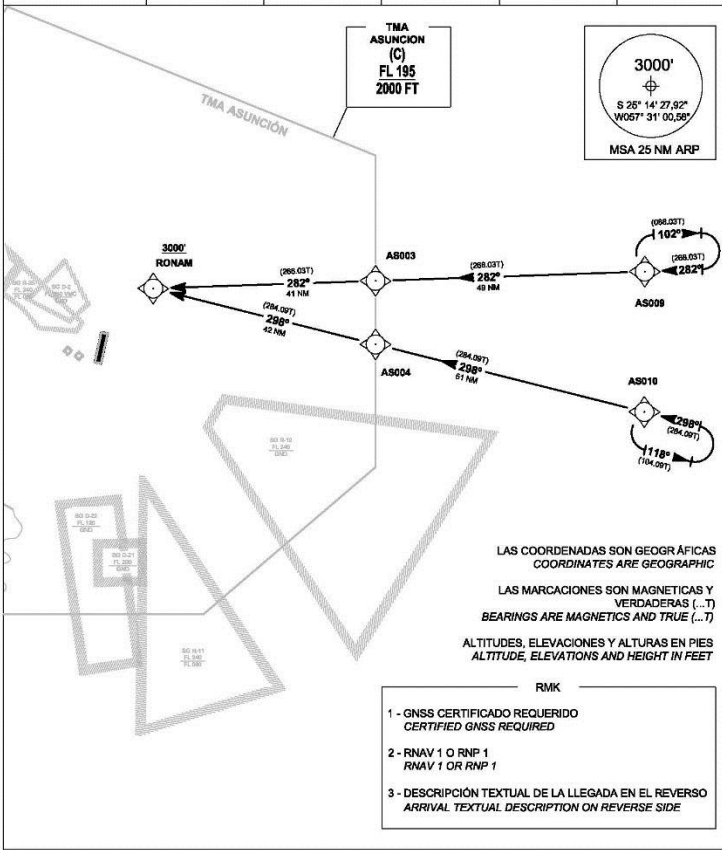 TMA
ASUNCION
(C)
FL 195
2000 FT
3000'
S 25° 14' 27,92"
W057° 31' 00,58"
MSA 25 NM ARP
TMA ASUNCIÓN
3000'
RONAM
(268.03T)
282°
41 NM
AS003
(268.03T)
282°
49 NM
(088.03T)
102°
(268.03T)
282°
AS009
(284.09T)
298°
42 NM
AS004
(284.09T)
298°
51 NM
AS010
298°
(284.09T)
118°
(104.09T)
FL 240
GND
GND
GND
LAS COORDENADAS SON GEOGRÁFICAS
COORDINATES ARE GEOGRAPHIC
LAS MARCACIONES SON MAGNETICAS Y
VERDADERAS (...T)
BEARINGS ARE MAGNETICS AND TRUE (...T)
ALTITUDES, ELEVACIONES Y ALTURAS EN PIES
ALTITUDE, ELEVATIONS AND HEIGHT IN FEET
RMK
1 - GNSS CERTIFICADO REQUERIDO
CERTIFIED GNSS REQUIRED
2 - RNAV 1 O RNP 1
RNAV 1 OR RNP 1
3 - DESCRIPCIÓN TEXTUAL DE LA LLEGADA EN EL REVERSO
ARRIVAL TEXTUAL DESCRIPTION ON REVERSE SIDE